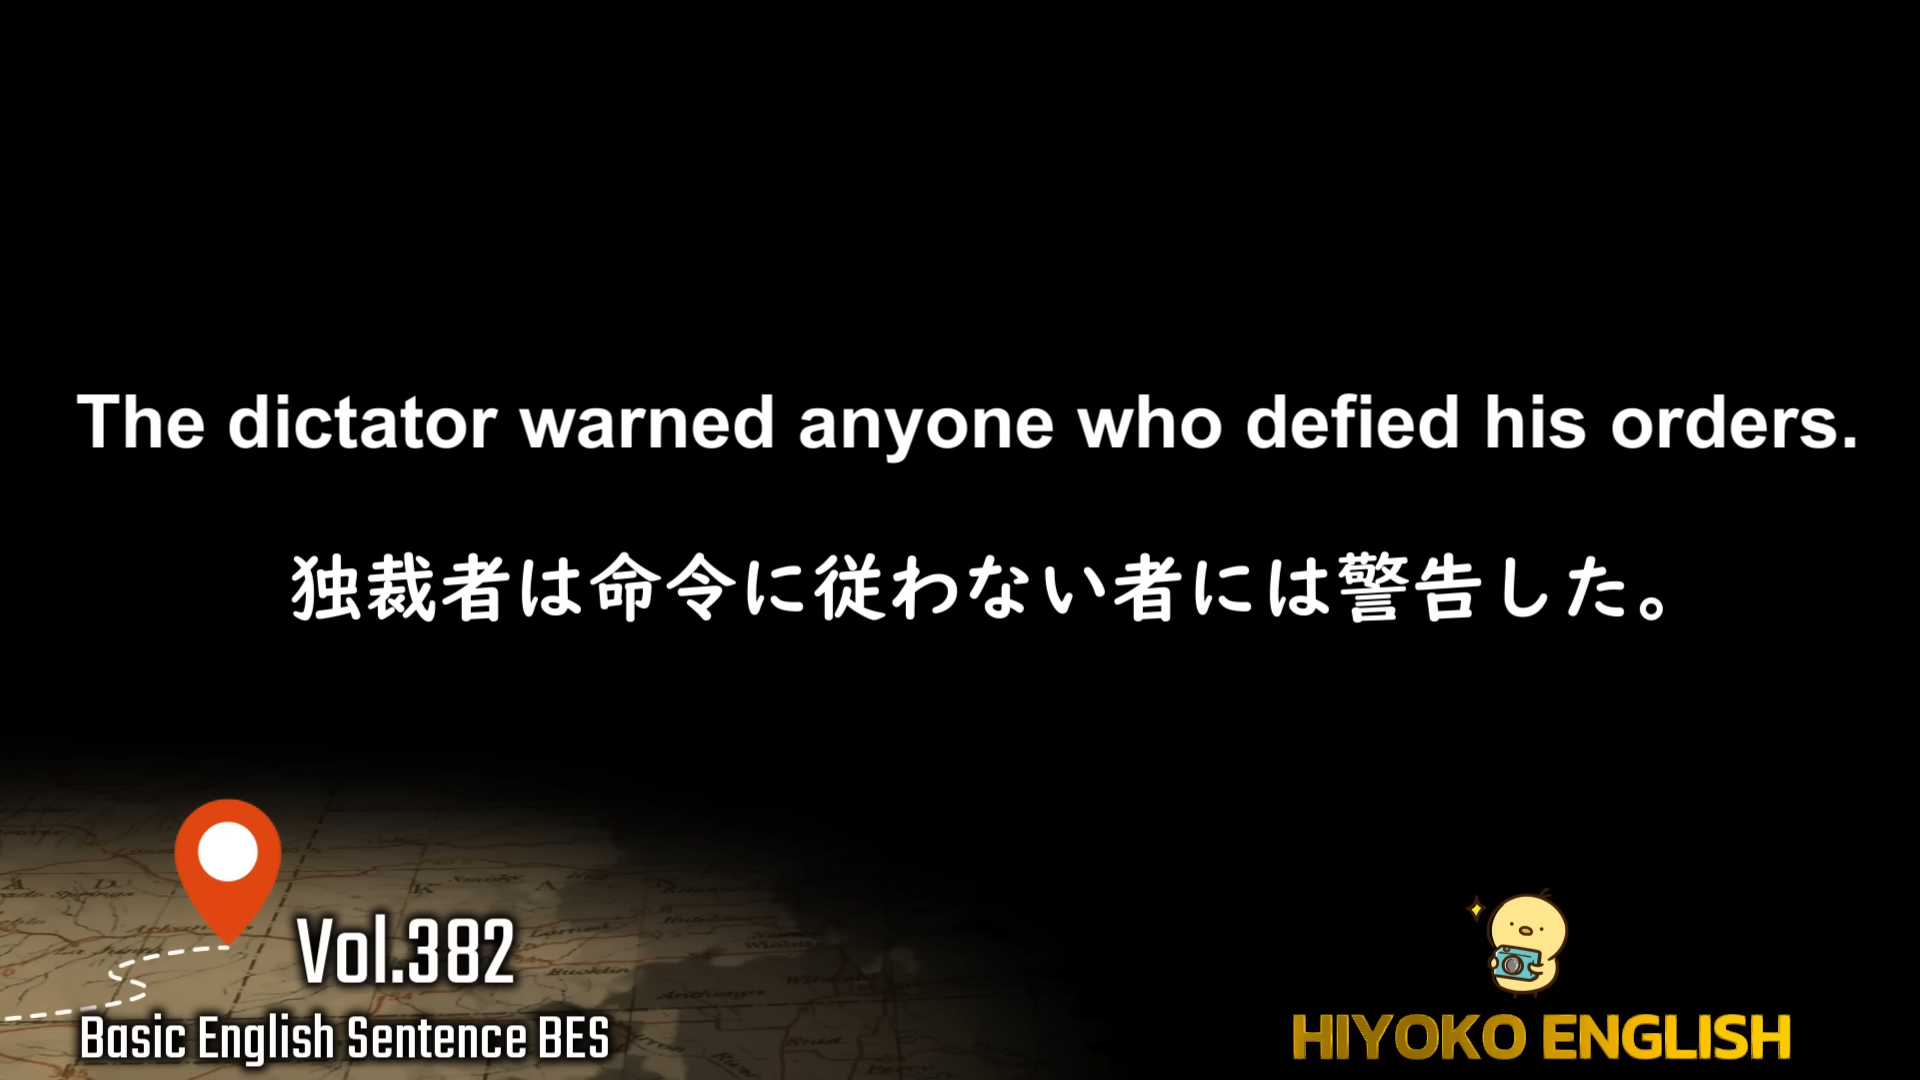 The dictator warned anyone who defied his orders.
独裁者は命令に従わない者には警告した。
Vol.382
Basic English Sentence BES
HIYOKO ENGLISH